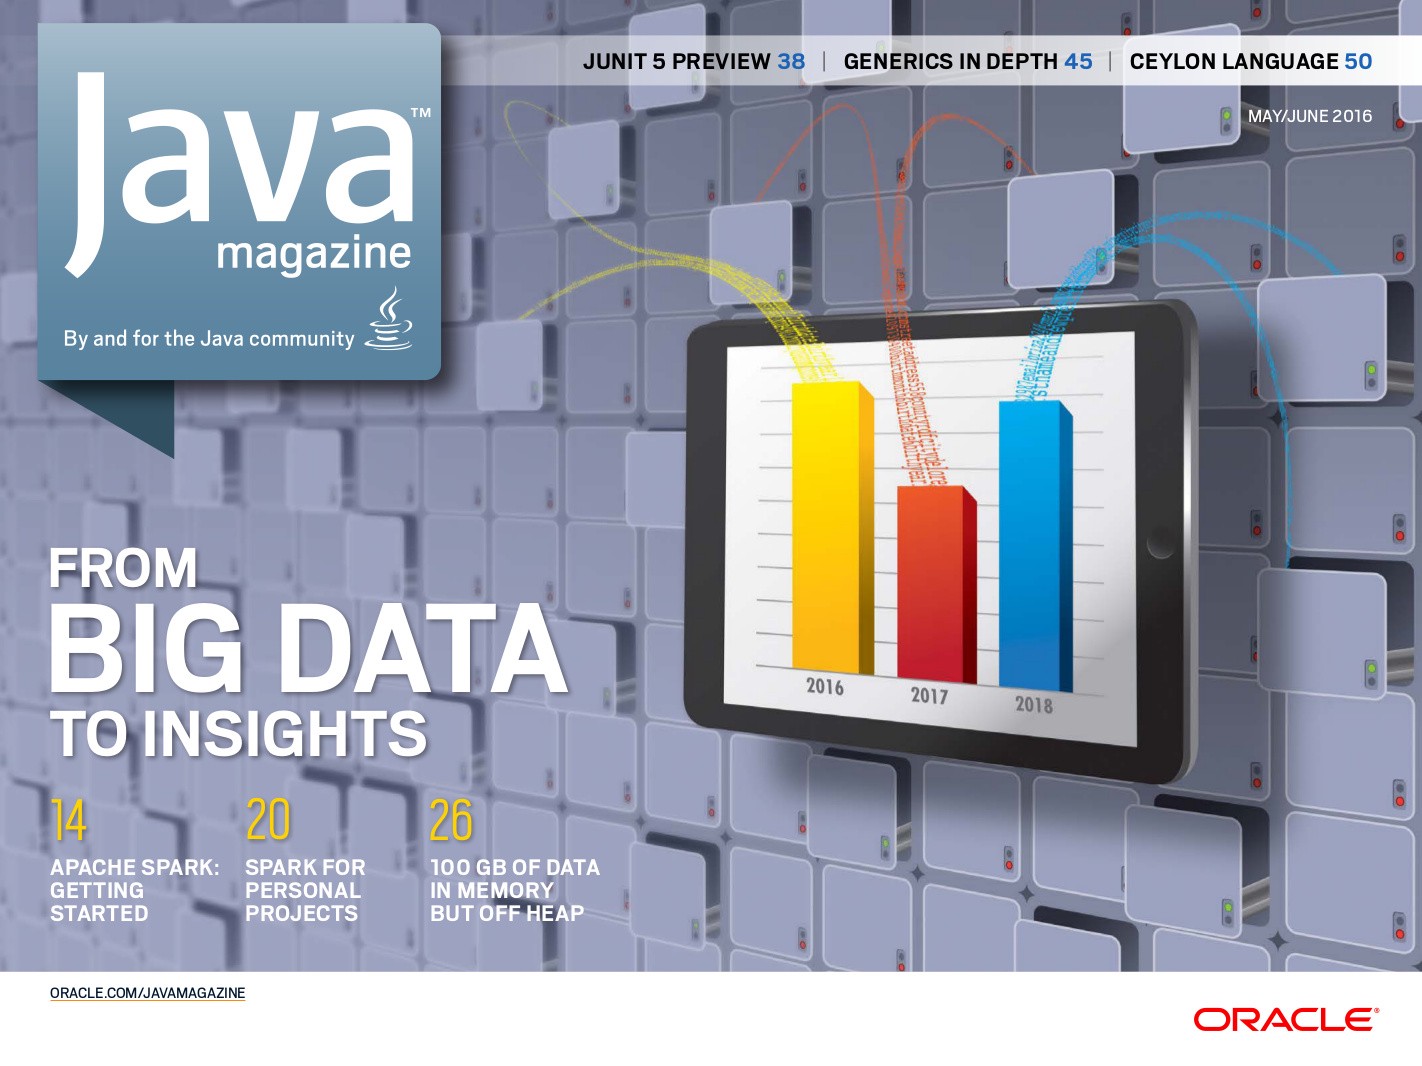 JUNIT 5 PREVIEW 38 | GENERICS IN DEPTH 45 | CEYLON LANGUAGE 50
MAY/JUNE 2016
Java™
magazine
By and for the Java community
FROM
BIG DATA
TO INSIGHTS
14
APACHE SPARK:
GETTING
STARTED
20
SPARK FOR
PERSONAL
PROJECTS
26
100 GB OF DATA
IN MEMORY
BUT OFF HEAP
2016
2017
2018
ORACLE.COM/JAVAMAGAZINE
ORACLE®